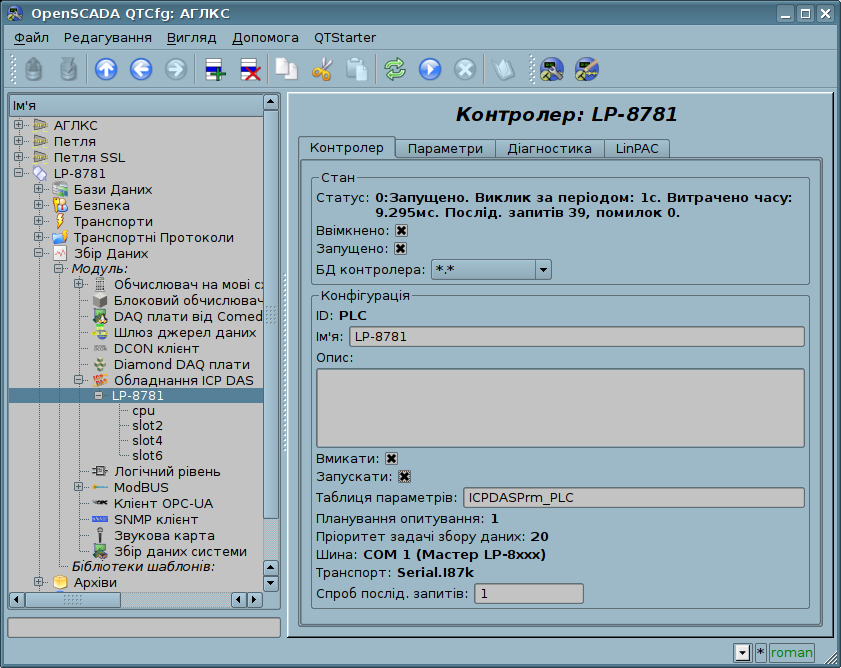 OpenSCADA QTCfg: АГЛКС
Файл Редагування Вигляд Допомога QTStarter
Ім'я
АГЛКС
Петля
Петля SSL
LP-8781
Бази Даних
Безпека
Транспорти
Транспортні Протоколи
Збір Даних
Модуль:
Обчислювач на мові
Блоковий обчислювач
DAQ плати від Comed
Шлюз джерел даних
DCON клієнт
Diamond DAQ плати
Обладнання ICP DAS
LP-8781
cpu
slot2
slot4
slot6
Логічний рівень
ModBUS
Клієнт OPC-UA
SNMP клієнт
Звукова карта
Збір даних системи
Бібліотеки шаблонів:
Архіви
Контролер: LP-8781
Контролер Параметри Діагностика LinPAC
Стан
Статус: 0:Запущено. Виклик за періодом: 1с. Витрачено часу:
9.295мс. Послід. запитів 39, помилок 0.
Ввімкнено:
Запущено:
БД контролера: *.*
Конфігурація
ID: PLC
Ім'я: LP-8781
Опис:
Вмикати:
Запускати:
Таблиця параметрів: ICPDASPrm_PLC
Планування опитування: 1
Пріоритет задачі збору даних: 20
Шина: COM 1 (Мастер LP-8xxx)
Транспорт: Serial.I87k
Спроб послід. запитів: 1
* roman